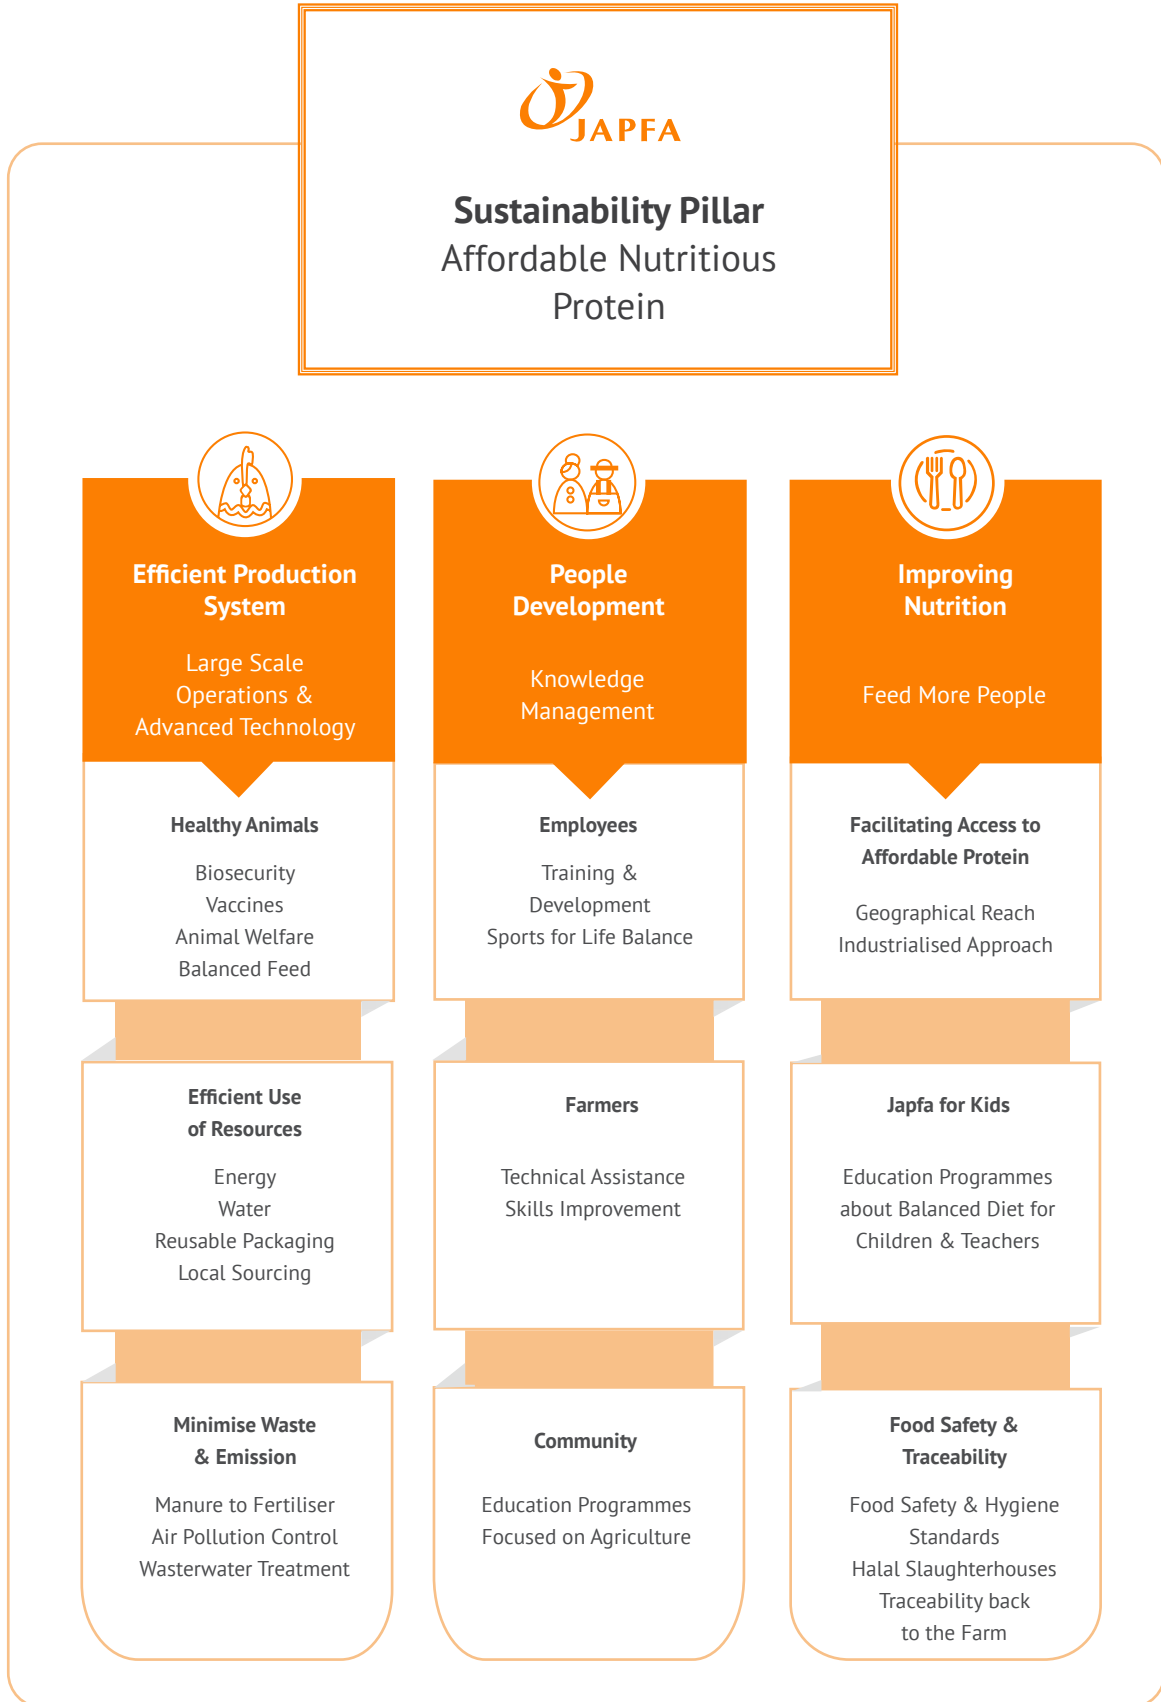 JAPFA
Sustainability Pillar
Affordable Nutritious
Protein
Efficient Production
System
Large Scale
Operations &
Advanced Technology
Healthy Animals
Biosecurity
Vaccines
Animal Welfare
Balanced Feed
Efficient Use
of Resources
Energy
Water
Reusable Packaging
Local Sourcing
Minimise Waste
& Emission
Manure to Fertiliser
Air Pollution Control
Wasterwater Treatment
People
Development
Knowledge
Management
Employees
Training &
Development
Sports for Life Balance
Farmers
Technical Assistance
Skills Improvement
Community
Education Programmes
Focused on Agriculture
Improving
Nutrition
Feed More People
Facilitating Access to
Affordable Protein
Geographical Reach
Industrialised Approach
Japfa for Kids
Education Programmes
about Balanced Diet for
Children & Teachers
Food Safety &
Traceability
Food Safety & Hygiene
Standards
Halal Slaughterhouses
Traceability back
to the Farm